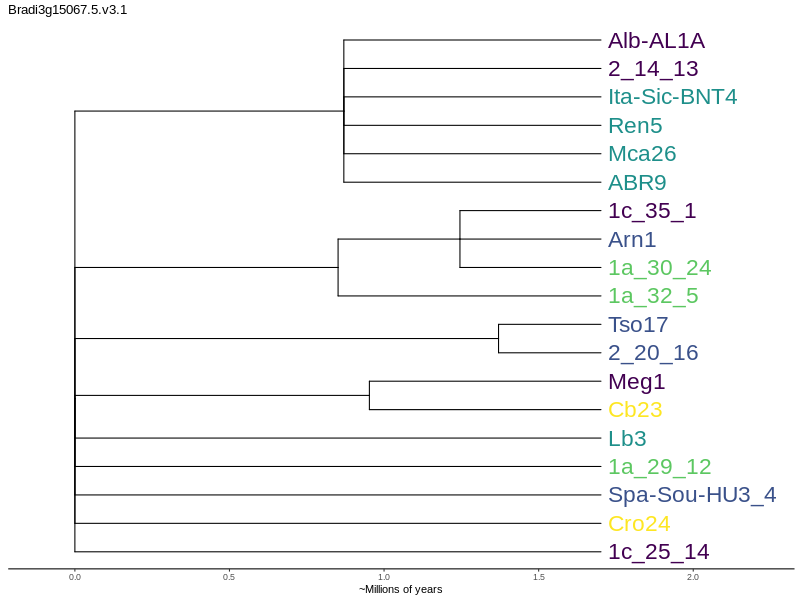 Bradi3g15067.5.v3.1
Alb-AL1A
2_14_13
Ita-Sic-BNT4
Ren5
Mca26
ABR9
1c_35_1
Arn1
1a_30_24
1a_32_5
Tso17
2_20_16
Meg1
Cb23
Lb3
1a_29_12
Spa-Sou-HU3_4
Cro24
1c_25_14
0.0 0.5 1.0 1.5 2.0
~Millions of years